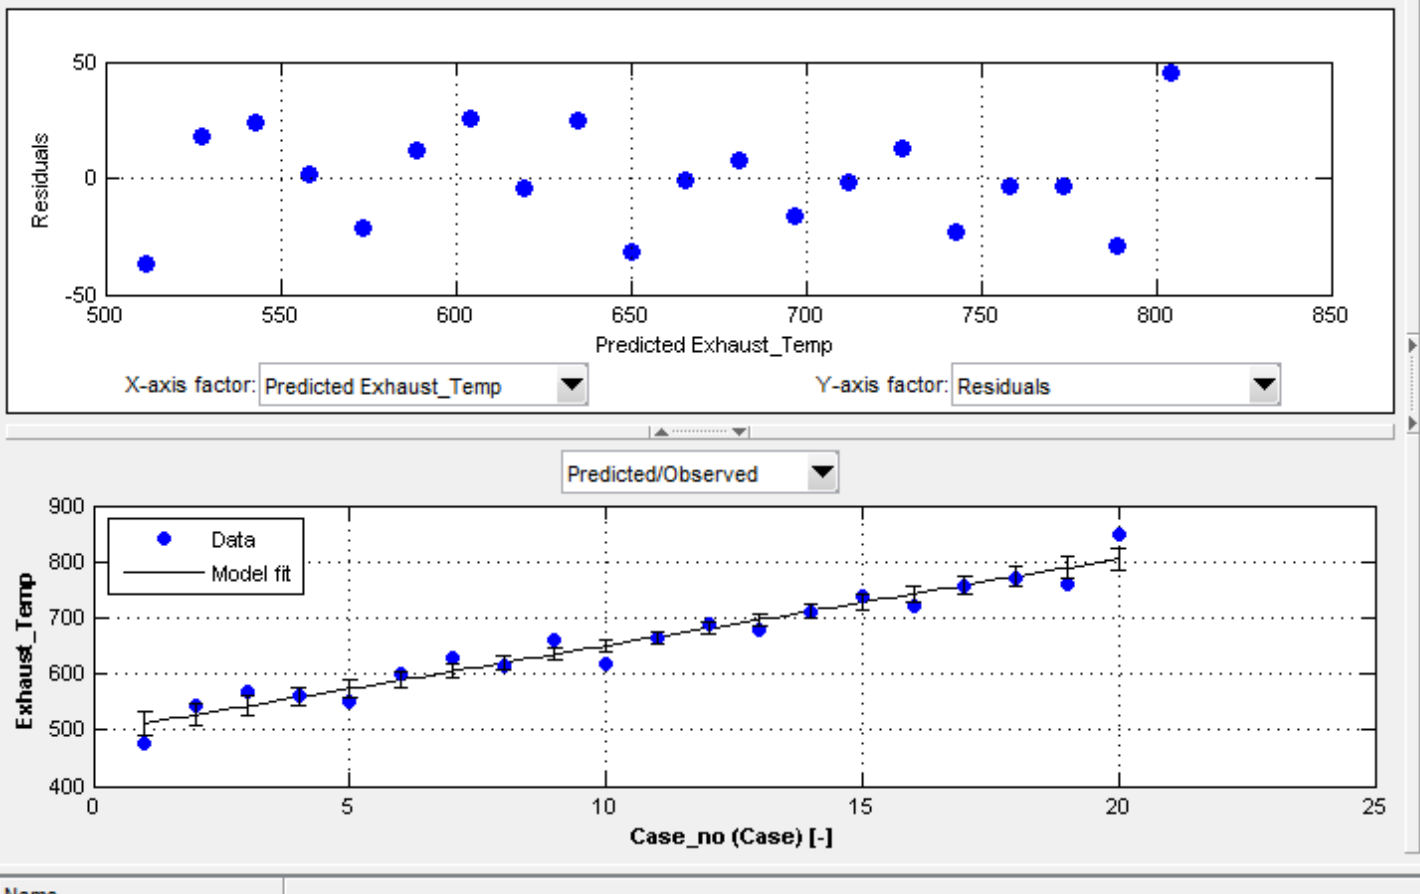 50
0
-50
Residuals
500 550 600 650 700 750 800 850
Predicted Exhaust_Temp
X-axis factor: Predicted Exhaust_Temp Y-axis factor: Residuals
Predicted/Observed
900
800
700
600
500
400
Exhaust_Temp
Data
Model fit
0 5 10 15 20 25
Case_no (Case) [-]
Name